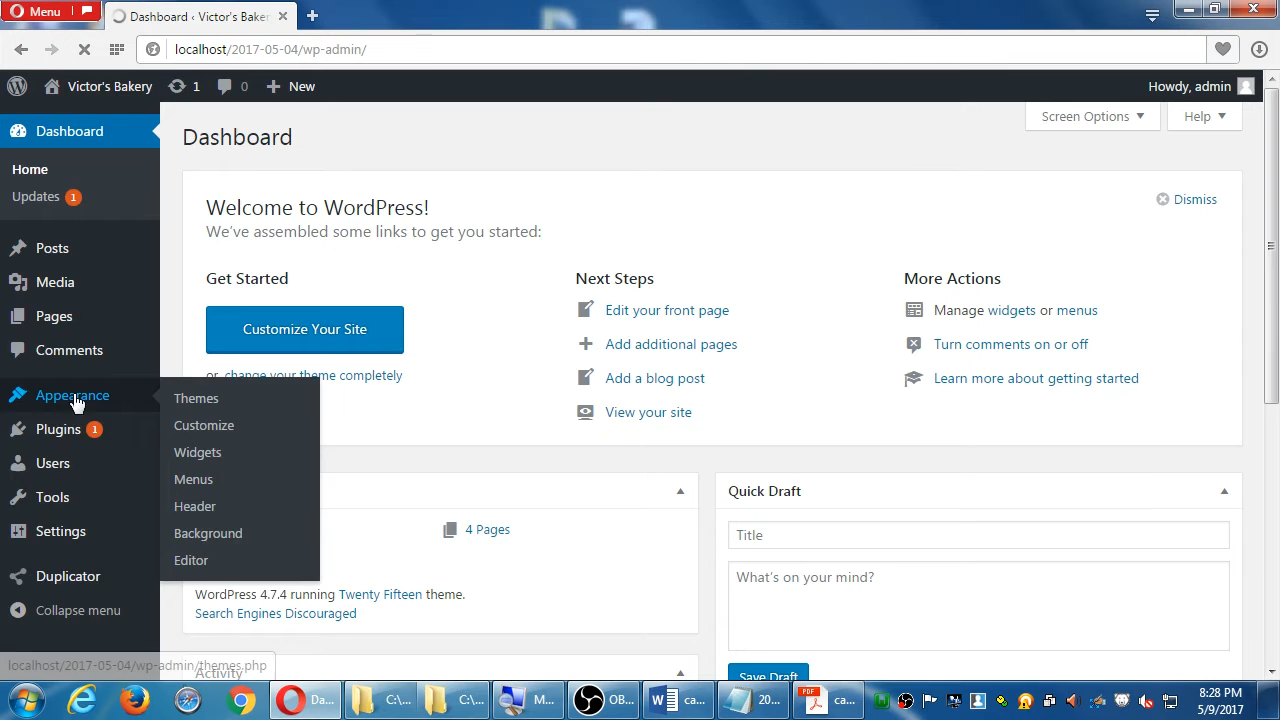 Menu
Dashboard ‹ Victor's Baker
localhost/2017-05-04/wp-admin/
Victor's Bakery
1
0
New
Howdy, admin
Dashboard
Home
Updates 1
Posts
Media
Pages
Comments
Appearance
Plugins 1
Users
Tools
Settings
Duplicator
Collapse menu
Themes
Customize
Widgets
Menus
Header
Background
Editor
Dashboard
Screen Options
Help
Welcome to WordPress!
We've assembled some links to get you started:
Dismiss
Get Started
Customize Your Site
or, change your theme completely
Next Steps
Edit your front page
Add additional pages
Add a blog post
View your site
More Actions
Manage widgets or menus
Turn comments on or off
Learn more about getting started
4 Pages
WordPress 4.7.4 running Twenty Fifteen theme.
Search Engines Discouraged
Activity
Quick Draft
Title
What's on your mind?
Save Draft
localhost/2017-05-04/wp-admin/themes.php
Da...
C:\...
C:\...
M...
OB...
ca...
20...
PDF
ca...
8:28 PM
5/9/2017